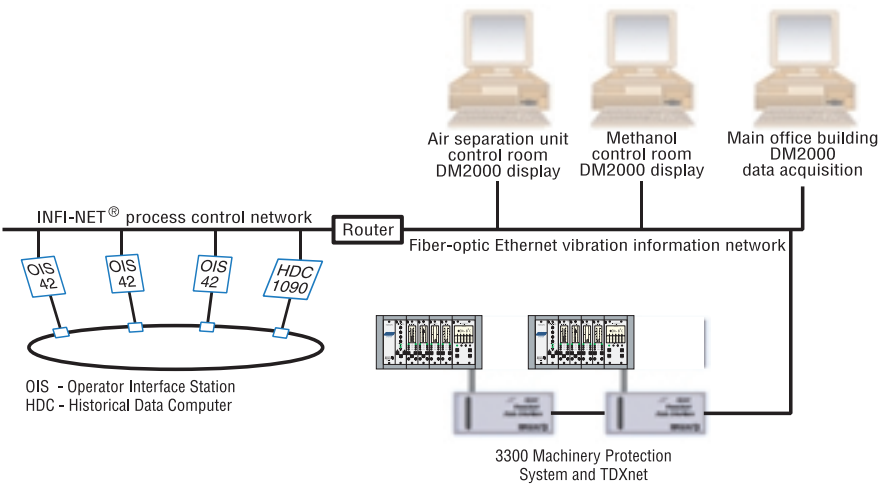 Air separation unit
control room
DM2000 display
Methanol
control room
DM2000 display
Main office building
DM2000
data acquisition
INFI-NET® process control network
Router
Fiber-optic Ethernet vibration information network
OIS
42
OIS
42
OIS
42
HDC
1090
OIS - Operator Interface Station
HDC - Historical Data Computer
3300 Machinery Protection
System and TDXnet